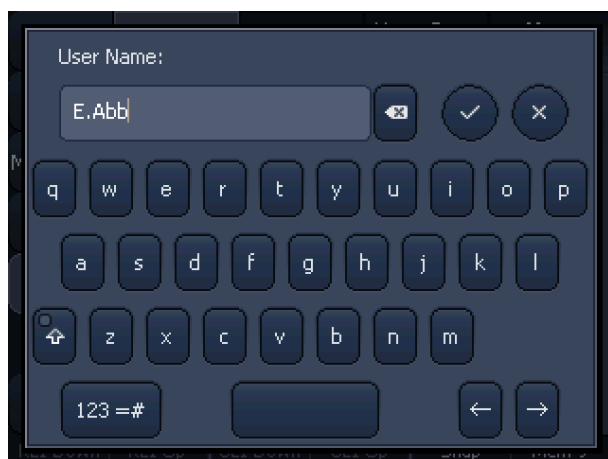 User Name:
E.Abb
q w e r t y u i o p
a s d f g h j k l
z x c v b n m
123 =#